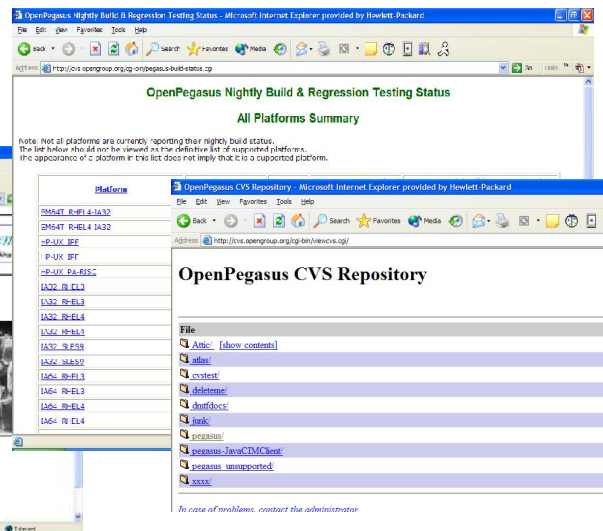 OpenPegasus Nightly Build & Regression Testing Status - Microsoft Internet Explorer provided by Hewlett-Packard
File Edit View Favorites Tools Help
Back Search Favorites Media
Address http://cvs.opengroup.org/cgi-bin/pegasus-build-status.cgi Go Links
OpenPegasus Nightly Build & Regression Testing Status
All Platforms Summary
Note: Not all platforms are currently reporting their nightly build status.
The list below should not be viewed as the definitive list of supported platforms.
The appearance of a platform in this list does not imply that it is a supported platform.
Platform
EM64T RHEL4-IA32
EM64T RHEL4 IA32
HP-UX IPF
HP-UX IPF
HP-UX PA-RISC
IA32 RHEL3
IA32 RHEL3
IA32 RHEL4
IA32 RHEL4
IA32 SLES9
IA32 SLES9
IA64 RHEL3
IA64 RHEL3
IA64 RHEL4
IA64 RHEL4
OpenPegasus CVS Repository - Microsoft Internet Explorer provided by Hewlett-Packard
File Edit View Favorites Tools Help
Back Search Favorites Media
Address http://cvs.opengroup.org/cgi-bin/viewcvs.cgi/
OpenPegasus CVS Repository
File
Attic/ [show contents]
atlas/
cvstest/
deleteme/
dmtfdocs/
junk/
pegasus/
pegasus-JavaCIMClient/
pegasus_unsupported/
xxxx/
In case of problems, contact the administrator
Internet